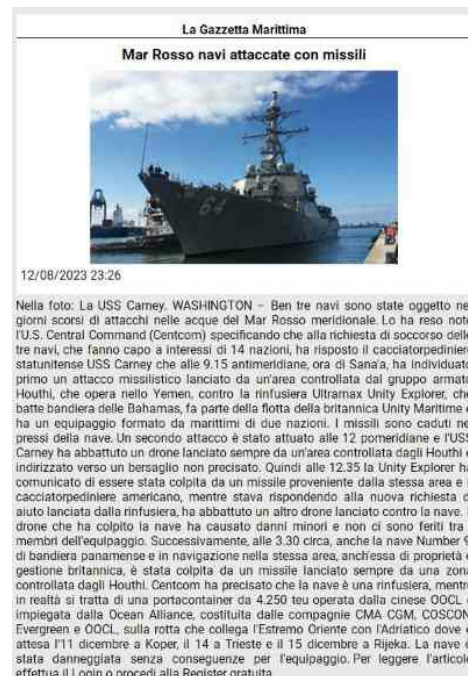 La Gazzetta Marittima
Mar Rosso navi attaccate con missili
64
12/08/2023 23:26
Nella foto: La USS Carney. WASHINGTON – Ben tre navi sono state oggetto nei
giorni scorsi di attacchi nelle acque del Mar Rosso meridionale. Lo ha reso noto
l'U.S. Central Command (Centcom) specificando che alla richiesta di soccorso delle
tre navi, che fanno capo a interessi di 14 nazioni, ha risposto il cacciatorpediniere
statunitense USS Carney che alle 9.15 antimeridiane, ora di Sana'a, ha individuato
primo un attacco missilistico lanciato da un'area controllata dal gruppo armato
Houthi, che opera nello Yemen, contro la rinfusiera Ultramax Unity Explorer, che
batte bandiera delle Bahamas, fa parte della flotta della britannica Unity Maritime e
ha un equipaggio formato da marittimi di due nazioni. I missili sono caduti nei
pressi della nave. Un secondo attacco è stato attuato alle 12 pomeridiane e l'USS
Carney ha abbattuto un drone lanciato sempre da un'area controllata dagli Houthi e
indirizzato verso un bersaglio non precisato. Quindi alle 12.35 la Unity Explorer ha
comunicato di essere stata colpita da un missile proveniente dalla stessa area e il
cacciatorpediniere americano, mentre stava rispondendo alla nuova richiesta di
aiuto lanciata dalla rinfusiera, ha abbattuto un altro drone lanciato contro la nave. Il
drone che ha colpito la nave ha causato danni minori e non ci sono feriti tra i
membri dell'equipaggio. Successivamente, alle 3.30 circa, anche la nave Number 9,
di bandiera panamense e in navigazione nella stessa area, anch'essa di proprietà e
gestione britannica, è stata colpita da un missile lanciato sempre da una zona
controllata dagli Houthi. Centcom ha precisato che la nave è una rinfusiera, mentre
in realtà si tratta di una portacontainer da 4.250 teu operata dalla cinese OOCL e
impiegata dalla Ocean Alliance, costituita dalle compagnie CMA CGM, COSCON,
Evergreen e OOCL, sulla rotta che collega l'Estremo Oriente con l'Adriatico dove è
attesa l'11 dicembre a Koper, il 14 a Trieste e il 15 dicembre a Rijeka. La nave è
stata danneggiata senza conseguenze per l'equipaggio. Per leggere l'articolo
effettua il Login o procedi alla Register gratuita.